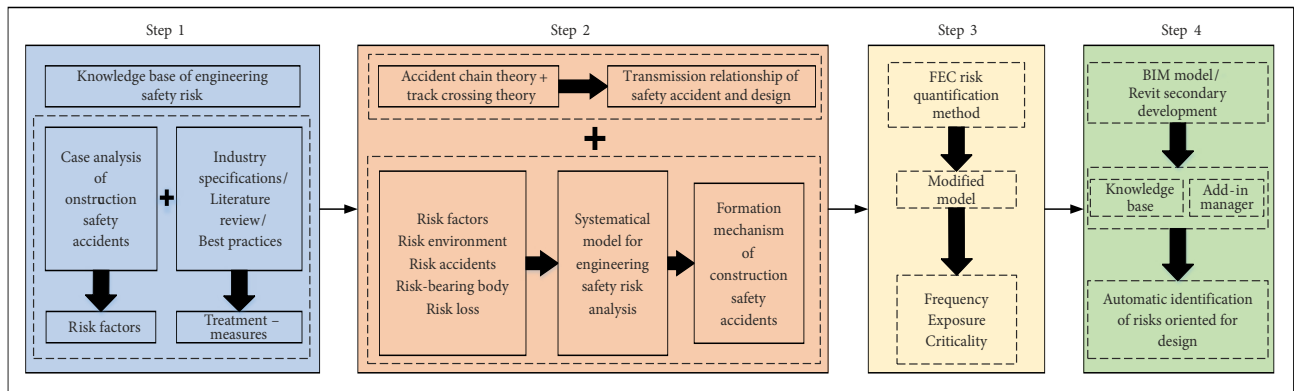 Step 1
Knowledge base of engineering
safety risk
Case analysis
of
onstruction
safety
accidents
+
Industry
specifications/
Literature
review/
Best practices
Risk factors
Treatment –
measures
Step 2
Accident chain theory +
track crossing theory
Transmission relationship of
safety accident and design
+
Risk factors
Risk environment
Risk accidents
Risk-bearing body
Risk loss
Systematical
model for
engineering
safety risk
analysis
Formation
mechanism
of
construction
safety
accidents
Step 3
FEC risk
quantification
method
Modified
model
Frequency
Exposure
Criticality
Step 4
BIM model/
Revit secondary
development
Knowledge
base
Add-in
manager
Automatic identification
of risks oriented for
design